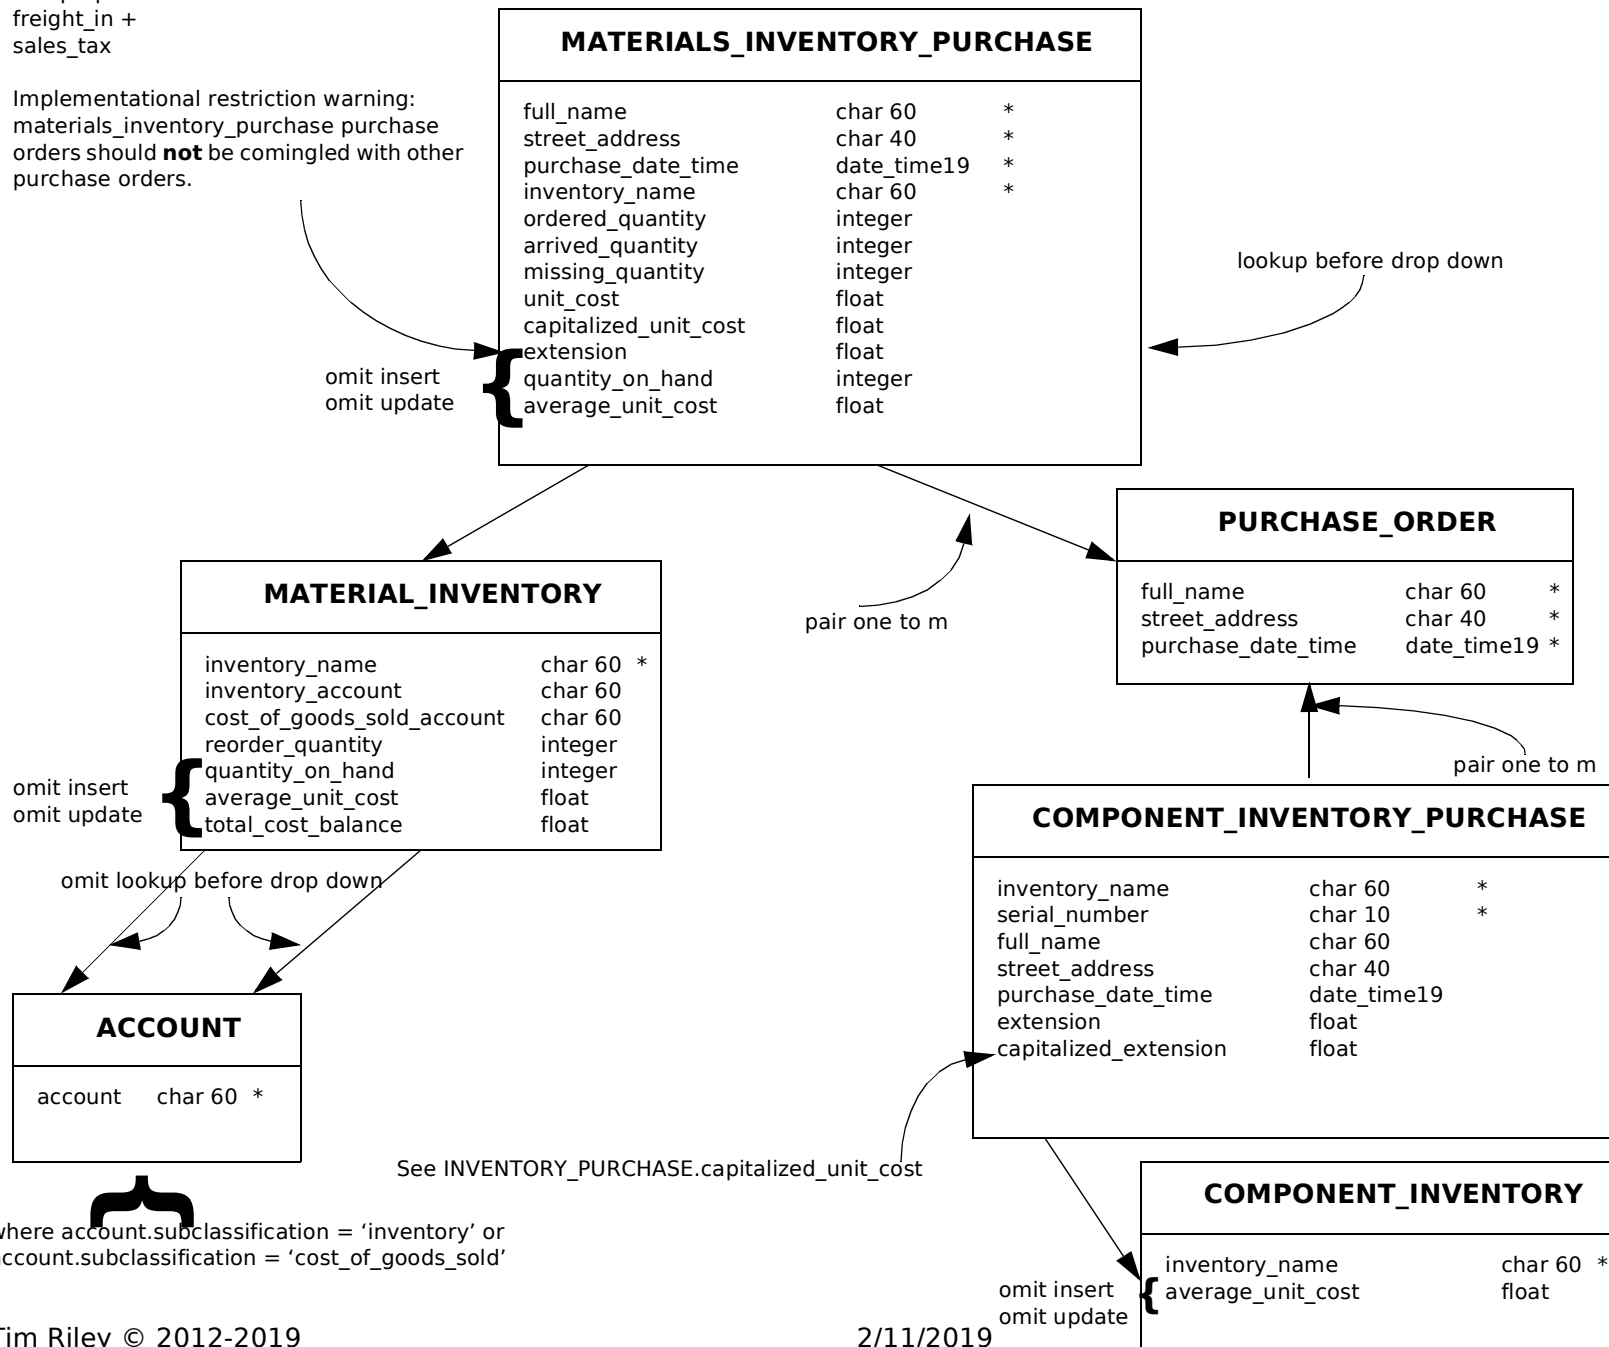 freight_in +
sales_tax
Implementational restriction warning:
materials_inventory_purchase purchase
orders should not be comingled with other
purchase orders.
MATERIALS_INVENTORY_PURCHASE
full_name char 60 *
street_address char 40 *
purchase_date_time date_time19 *
inventory_name char 60 *
ordered_quantity integer
arrived_quantity integer
missing_quantity integer
unit_cost float
capitalized_unit_cost float
extension float
quantity_on_hand integer
average_unit_cost float
omit insert
omit update
lookup before drop down
MATERIAL_INVENTORY
inventory_name char 60 *
inventory_account char 60
cost_of_goods_sold_account char 60
reorder_quantity integer
quantity_on_hand integer
average_unit_cost float
total_cost_balance float
omit insert
omit update
pair one to m
PURCHASE_ORDER
full_name char 60 *
street_address char 40 *
purchase_date_time date_time19 *
pair one to m
omit lookup before drop down
ACCOUNT
account char 60 *
where account.subclassification = ‘inventory’ or
account.subclassification = ‘cost_of_goods_sold’
COMPONENT_INVENTORY_PURCHASE
inventory_name char 60 *
serial_number char 10 *
full_name char 60
street_address char 40
purchase_date_time date_time19
extension float
capitalized_extension float
See INVENTORY_PURCHASE.capitalized_unit_cost
COMPONENT_INVENTORY
inventory_name char 60 *
average_unit_cost float
omit insert
omit update
Tim Riley © 2012-2019
2/11/2019